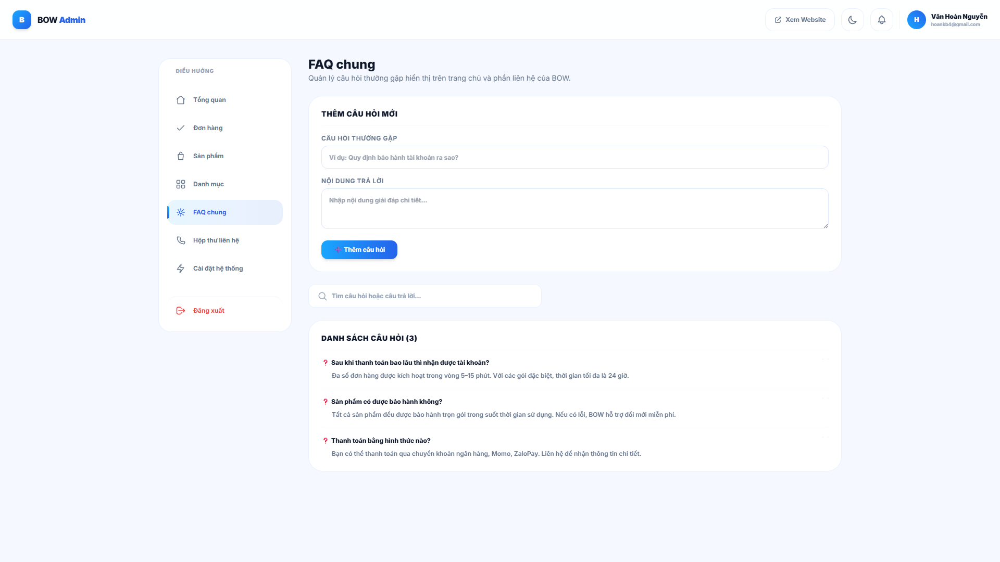 B
BOW Admin
Xem Website
H
Văn Hoàn Nguyễn
hoankb4@gmail.com
ĐIỀU HƯỚNG
Tổng quan
Đơn hàng
Sản phẩm
Danh mục
FAQ chung
Hộp thư liên hệ
Cài đặt hệ thống
Đăng xuất
FAQ chung
Quản lý câu hỏi thường gặp hiển thị trên trang chủ và phần liên hệ của BOW.
THÊM CÂU HỎI MỚI
CÂU HỎI THƯỜNG GẶP
Ví dụ: Quy định bảo hành tài khoản ra sao?
NỘI DUNG TRẢ LỜI
Nhập nội dung giải đáp chi tiết...
Thêm câu hỏi
Tìm câu hỏi hoặc câu trả lời...
DANH SÁCH CÂU HỎI (3)
❓ Sau khi thanh toán bao lâu thì nhận được tài khoản?
Đa số đơn hàng được kích hoạt trong vòng 5–15 phút. Với các gói đặc biệt, thời gian tối đa là 24 giờ.
❓ Sản phẩm có được bảo hành không?
Tất cả sản phẩm đều được bảo hành trọn gói trong suốt thời gian sử dụng. Nếu có lỗi, BOW hỗ trợ đổi mới miễn phí.
❓ Thanh toán bằng hình thức nào?
Bạn có thể thanh toán qua chuyển khoản ngân hàng, Momo, ZaloPay. Liên hệ để nhận thông tin chi tiết.